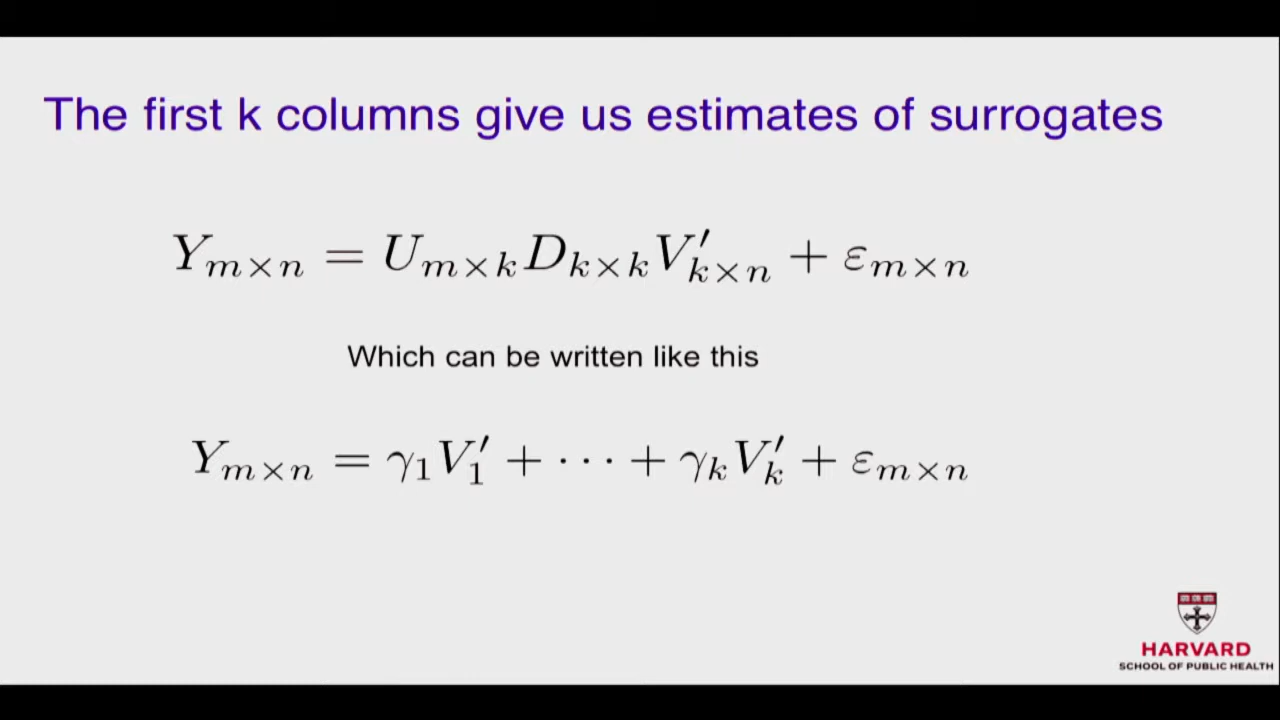 The first k columns give us estimates of surrogates
Y_{m×n} = U_{m×k} D_{k×k} V′_{k×n} + ε_{m×n}
Which can be written like this
Y_{m×n} = γ_1 V′_1 + ⋯ + γ_k V′_k + ε_{m×n}
HARVARD
SCHOOL OF PUBLIC HEALTH